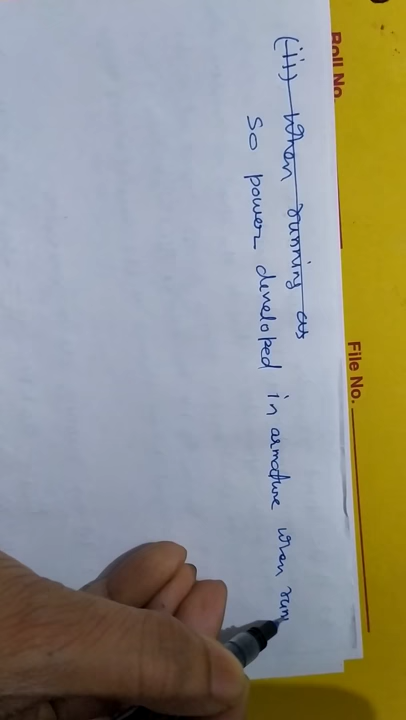 Roll No.
File No.
(ii) When running as
So power developed in armature when run